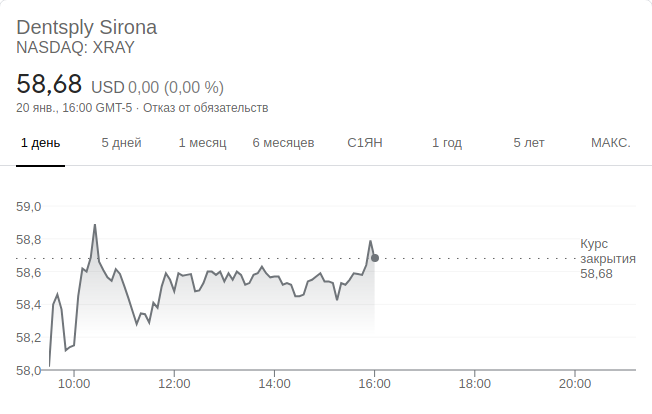 Dentsply Sirona
NASDAQ: XRAY
58,68 USD 0,00 (0,00 %)
20 янв., 16:00 GMT-5 · Отказ от обязательств
1 день 5 дней 1 месяц 6 месяцев С1ЯН 1 год 5 лет МАКС.
59,0
58,8
58,6
58,4
58,2
58,0
Курс
закрытия
58,68
10:00 12:00 14:00 16:00 18:00 20:00